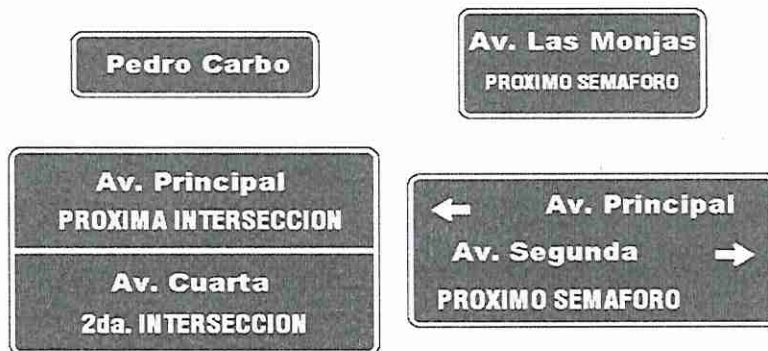 Pedro Carbo
Av. Las Monjas
PROXIMO SEMAFORO
Av. Principal
PROXIMA INTERSECCION
Av. Cuarta
2da. INTERSECCION
Av. Principal
Av. Segunda
PROXIMO SEMAFORO